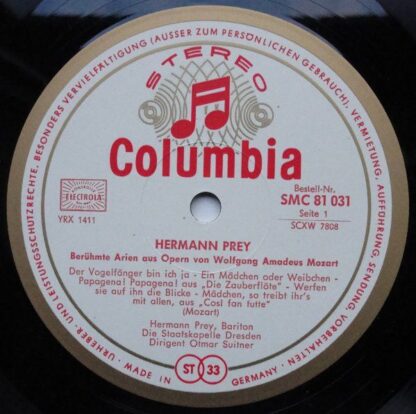 URHEBER - UND LEISTUNGSSCHUTZRECHTE, BESONDERS VERVIELFÄLTIGUNG (AUSSER ZUM PERSÖNLICHEN GEBRAUCH), VERMIETUNG, AUFFÜHRUNG, SENDUNG, VORBEHALTEN
STEREO
Columbia
ELECTROLA
YRX 1411
Bestell-Nr.
SMC 81 031
Seite 1
SCXW 7808
HERMANN PREY
Berühmte Arien aus Opern von Wolfgang Amadeus Mozart
Der Vogelfänger bin ich ja - Ein Mädchen oder Weibchen -
Papagena! Papagena! aus „Die Zauberflöte" - Werfen
sie auf ihn die Blicke - Mädchen, so treibt ihr's
mit allen, aus „Cosi fan tutte"
(Mozart)
Hermann Prey, Bariton
Die Staatskapelle Dresden
Dirigent Otmar Suitner
MADE IN GERMANY
ST 33